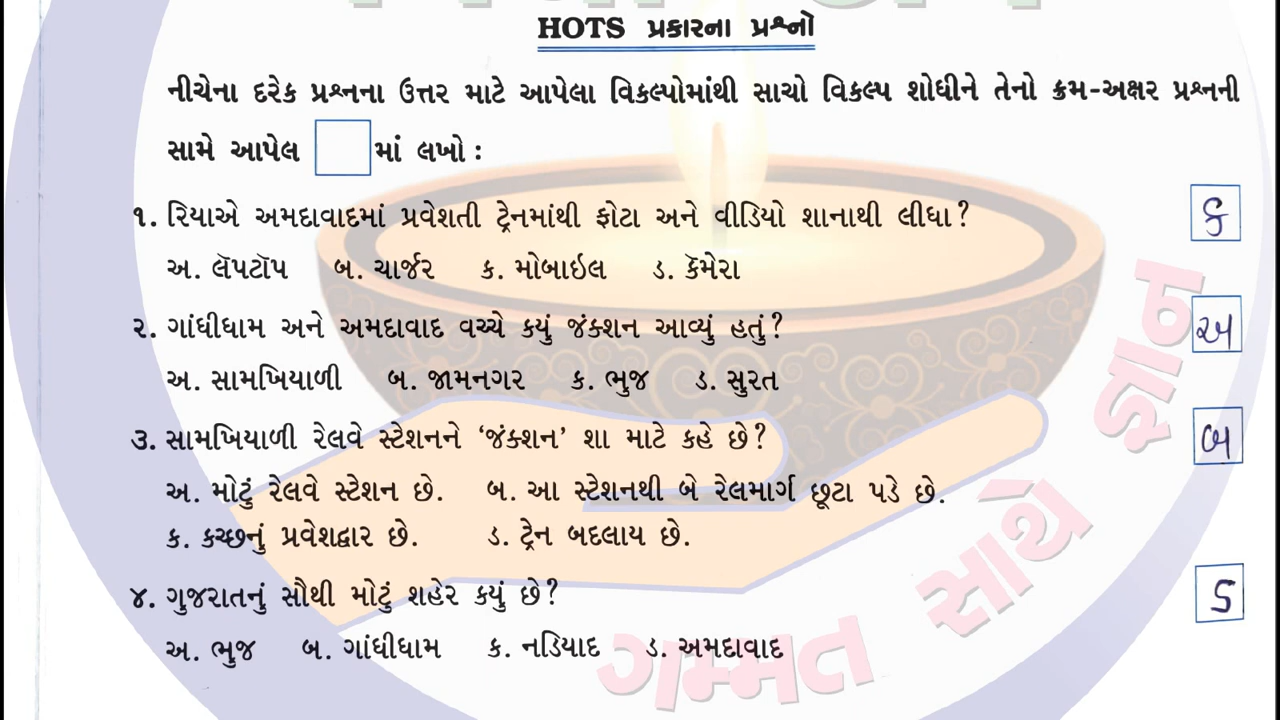 HOTS પ્રકારના પ્રશ્નો
નીચેના દરેક પ્રશ્નના ઉત્તર માટે આપેલા વિકલ્પોમાંથી સાચો વિકલ્પ શોધીને તેનો ક્રમ-અક્ષર પ્રશ્નની
સામે આપેલ માં લખો :
૧. રિયાએ અમદાવાદમાં પ્રવેશતી ટ્રેનમાંથી ફોટા અને વીડિયો શાનાથી લીધા? ક
અ. લૅપટૉપ બ. ચાર્જર ક. મોબાઇલ ડ. કૅમેરા
૨. ગાંધીધામ અને અમદાવાદ વચ્ચે કયું જંક્શન આવ્યું હતું? અ
અ. સામખિયાળી બ. જામનગર ક. ભુજ ડ. સુરત
૩. સામખિયાળી રેલવે સ્ટેશનને ‘જંક્શન’ શા માટે કહે છે? બ
અ. મોટું રેલવે સ્ટેશન છે. બ. આ સ્ટેશનથી બે રેલમાર્ગ છૂટા પડે છે.
ક. કચ્છનું પ્રવેશદ્વાર છે. ડ. ટ્રેન બદલાય છે.
૪. ગુજરાતનું સૌથી મોટું શહેર કયું છે? ડ
અ. ભુજ બ. ગાંધીધામ ક. નડિયાદ ડ. અમદાવાદ
ગમ્મત સાથે જ્ઞાન